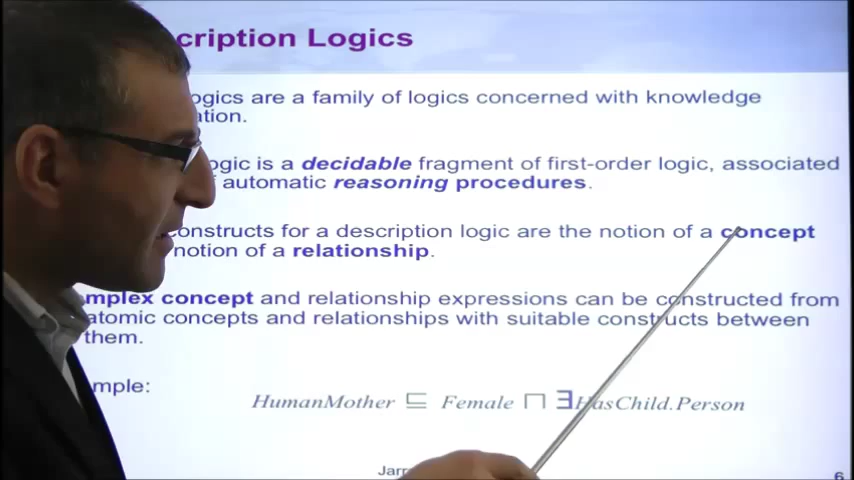 cription Logics
ogics are a family of logics concerned with knowledge
ation.
ogic is a decidable fragment of first-order logic, associated
automatic reasoning procedures.
constructs for a description logic are the notion of a concept
notion of a relationship.
mplex concept and relationship expressions can be constructed from
atomic concepts and relationships with suitable constructs between
them.
mple:
HumanMother ⊑ Female ⊓ ∃HasChild.Person
Jarr
6